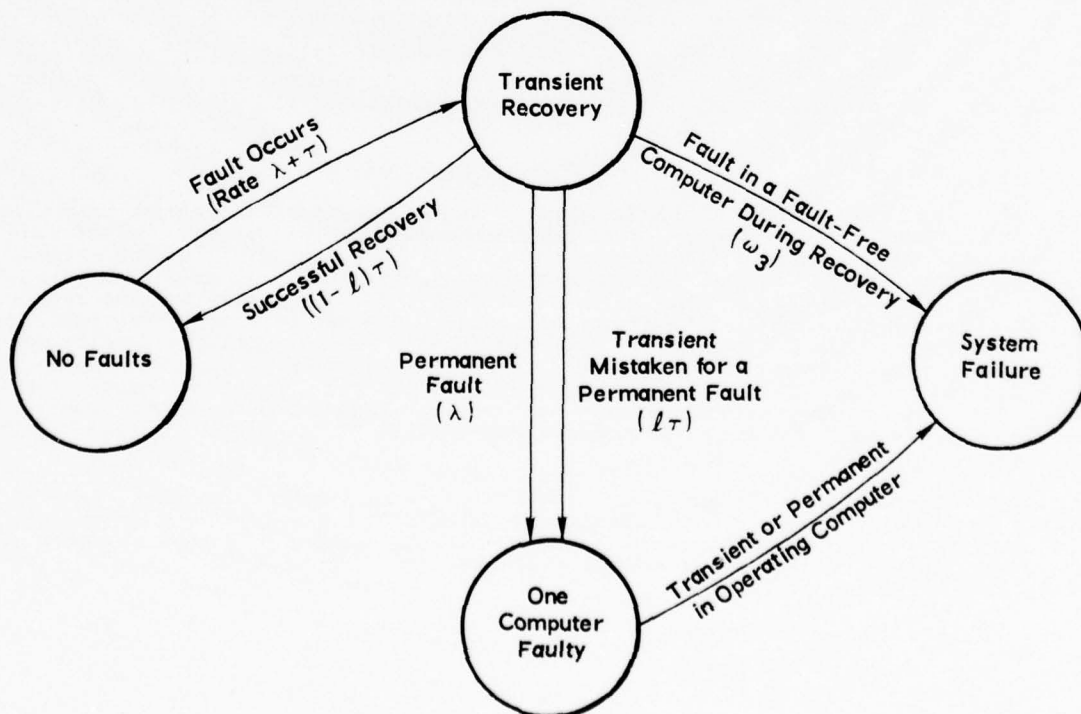 Transient
Recovery
Fault Occurs
(Rate λ+τ)
Successful Recovery
((1-ℓ)τ)
Fault in a Fault-Free
Computer During Recovery
(ω₃)
No Faults
Permanent
Fault
(λ)
Transient
Mistaken for a
Permanent Fault
(ℓτ)
System
Failure
Transient or Permanent
in Operating Computer
One
Computer
Faulty